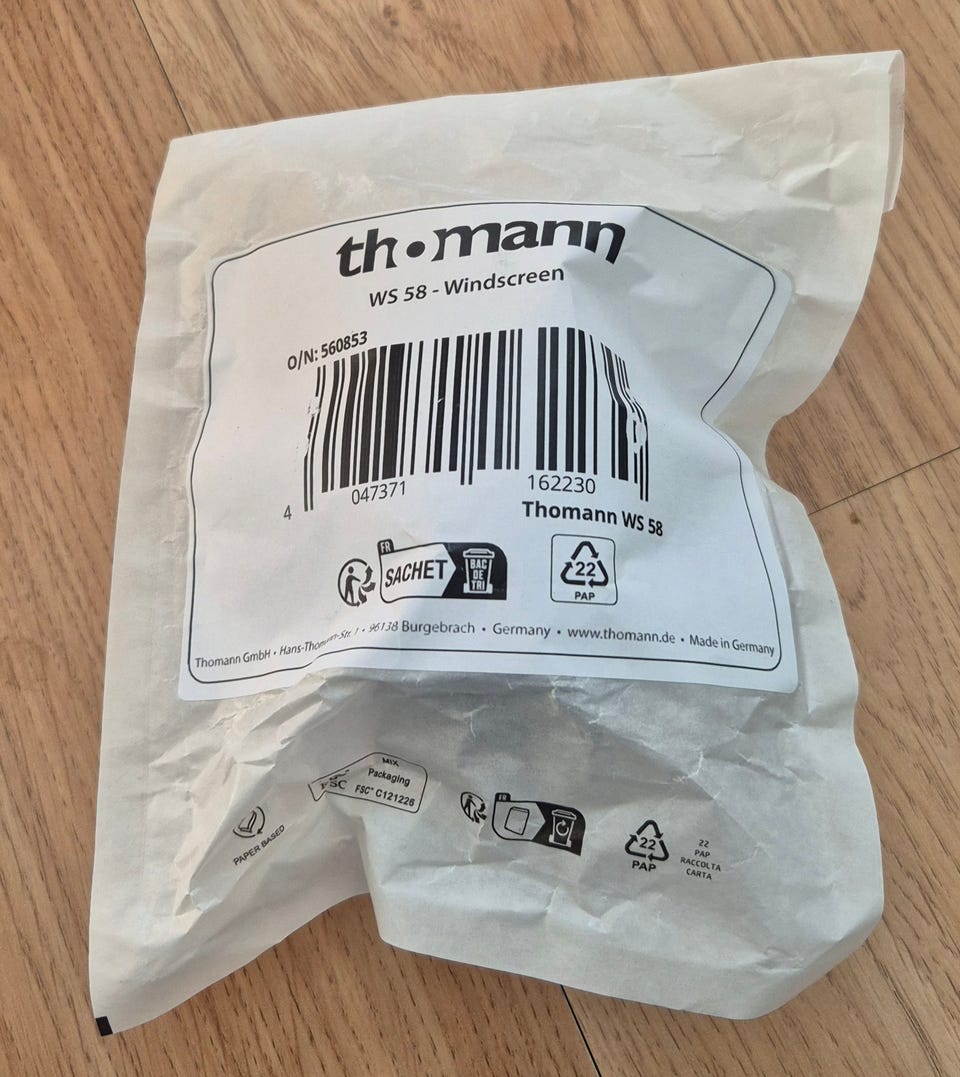 thomann
WS 58 - Windscreen
O/N: 560853
4 047371 162230
Thomann WS 58
FR
SACHET
BAC
DE
TRI
22
PAP
Thomann GmbH • Hans-Thomann-Str. 1 • 96138 Burgebrach • Germany • www.thomann.de • Made in Germany
MIX
Packaging
FSC
FSC® C121226
PAPER BASED
FR
22
PAP
22
PAP
RACCOLTA
CARTA